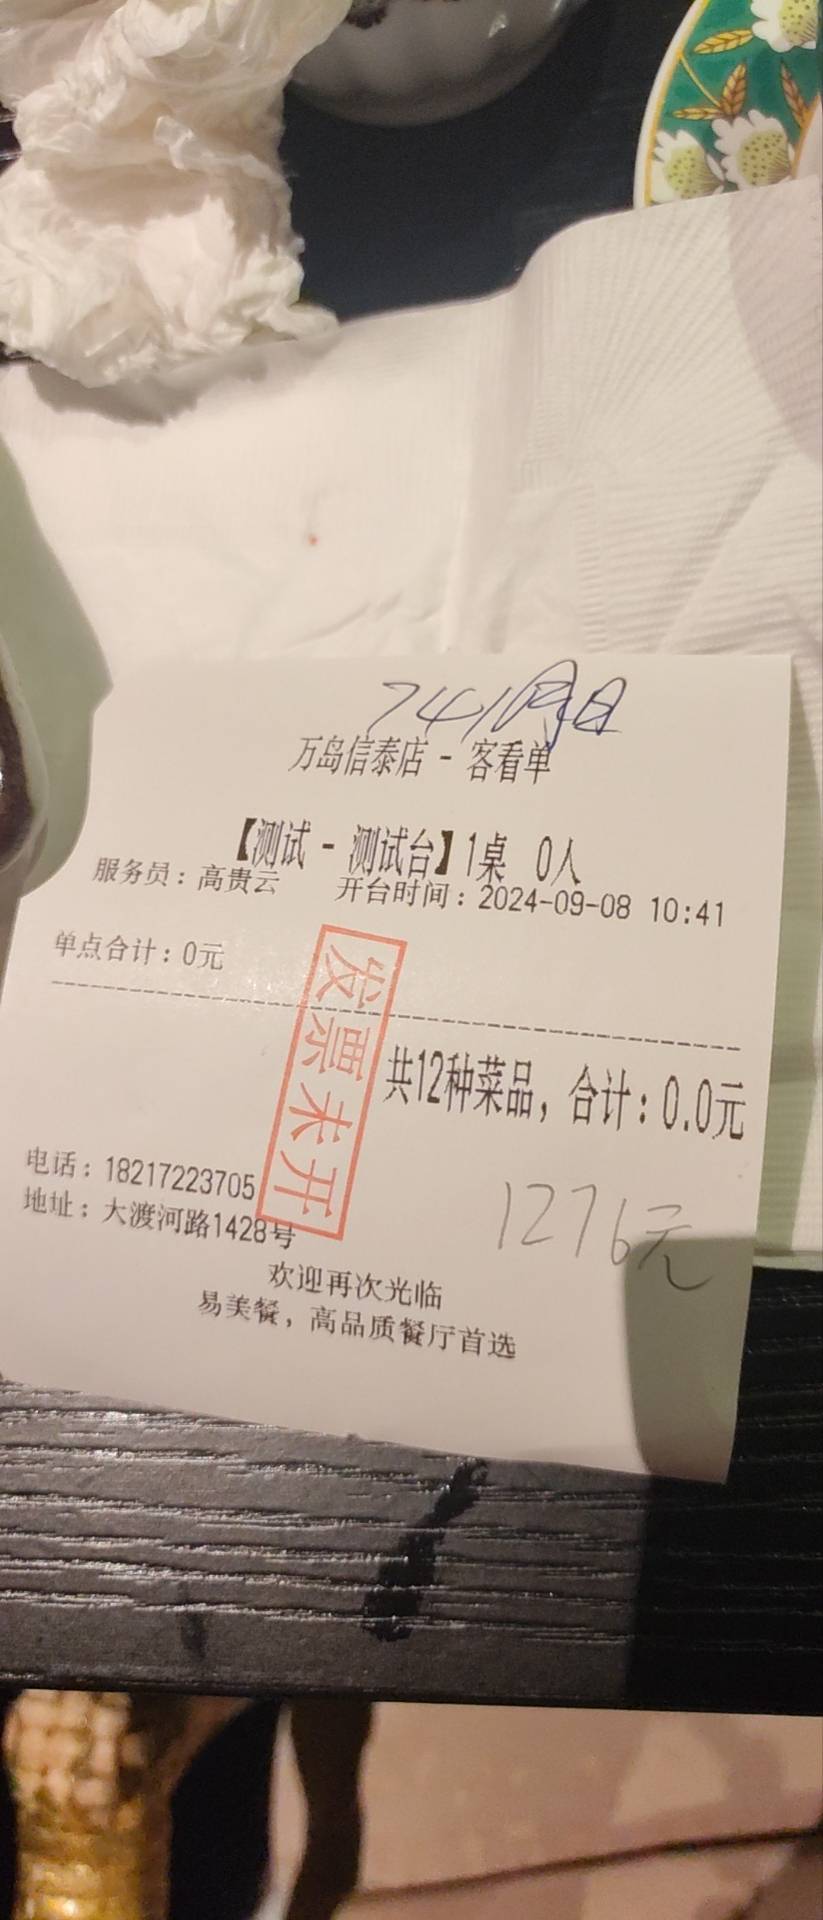 万岛信泰店 - 客看单
【测试 - 测试台】1桌 0人
服务员：高贵云 开台时间：2024-09-08 10:41
单点合计：0元
发票未开
共12种菜品，合计：0.0元
1276元
电话：18217223705
地址：大渡河路1428号
欢迎再次光临
易美餐，高品质餐厅首选